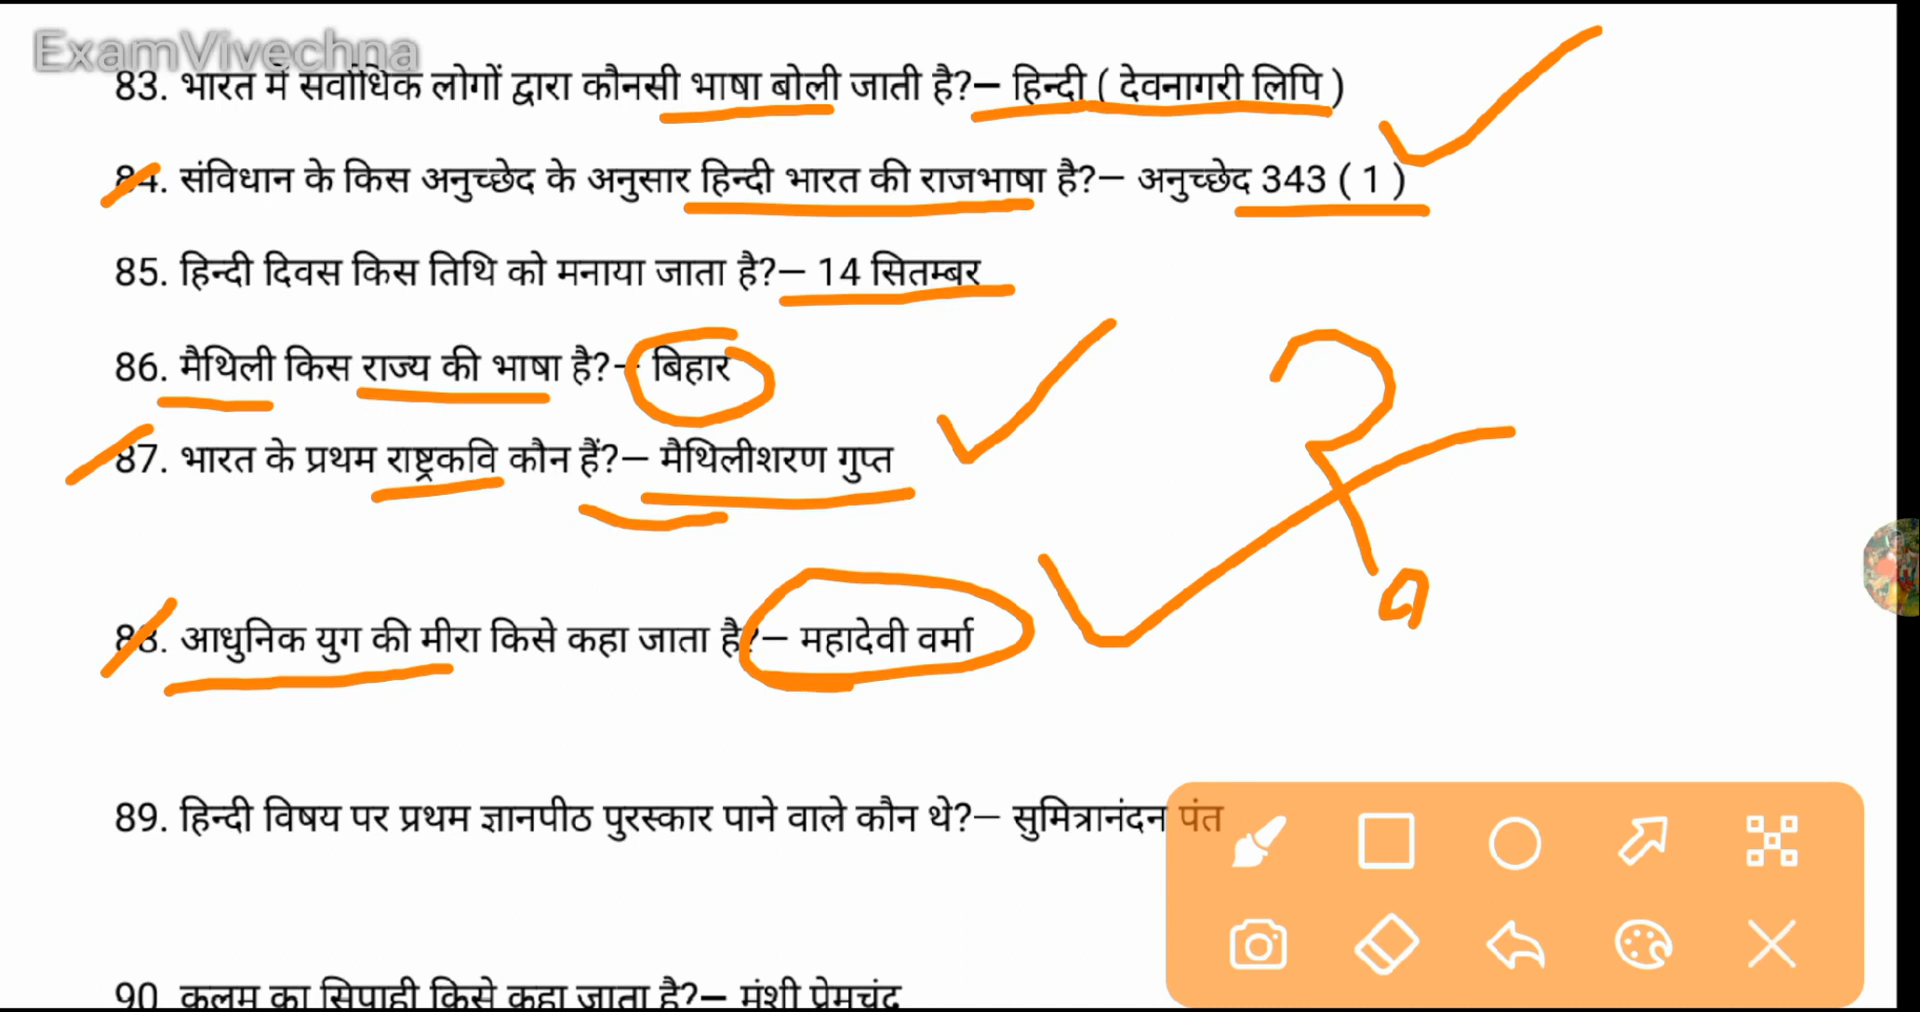 ExamVivechna
83. भारत में सर्वाधिक लोगों द्वारा कौनसी भाषा बोली जाती है?– हिन्दी ( देवनागरी लिपि )
84. संविधान के किस अनुच्छेद के अनुसार हिन्दी भारत की राजभाषा है?– अनुच्छेद 343 ( 1 )
85. हिन्दी दिवस किस तिथि को मनाया जाता है?– 14 सितम्बर
86. मैथिली किस राज्य की भाषा है?– बिहार
87. भारत के प्रथम राष्ट्रकवि कौन हैं?– मैथिलीशरण गुप्त
88. आधुनिक युग की मीरा किसे कहा जाता है?– महादेवी वर्मा
89. हिन्दी विषय पर प्रथम ज्ञानपीठ पुरस्कार पाने वाले कौन थे?– सुमित्रानंदन पंत
90 कलम का सिपाही किसे कहा जाता है?– मुंशी प्रेमचंद